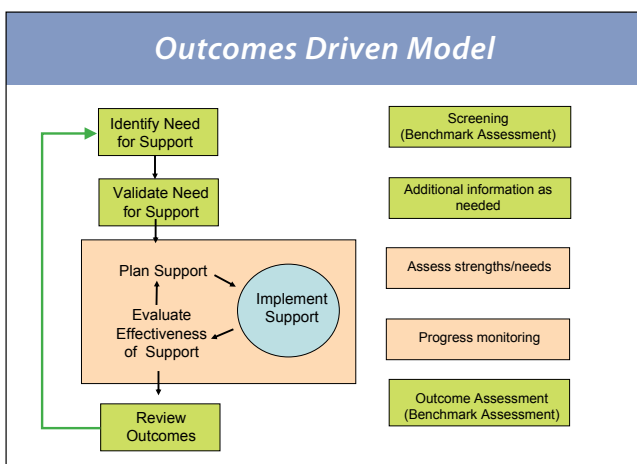 Outcomes Driven Model
Identify Need
for Support
Validate Need
for Support
Plan Support
Implement
Support
Evaluate
Effectiveness
of Support
Review
Outcomes
Screening
(Benchmark Assessment)
Additional information as
needed
Assess strengths/needs
Progress monitoring
Outcome Assessment
(Benchmark Assessment)